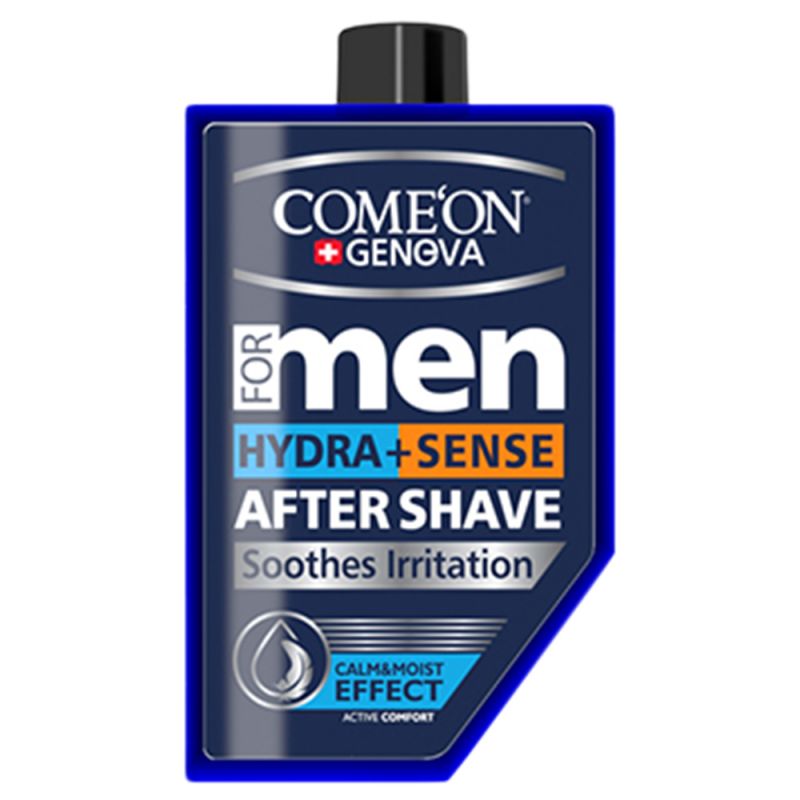 COME'ON®
GENOVA
FOR men
HYDRA+SENSE
AFTER SHAVE
Soothes Irritation
CALM&MOIST
EFFECT
ACTIVE COMFORT